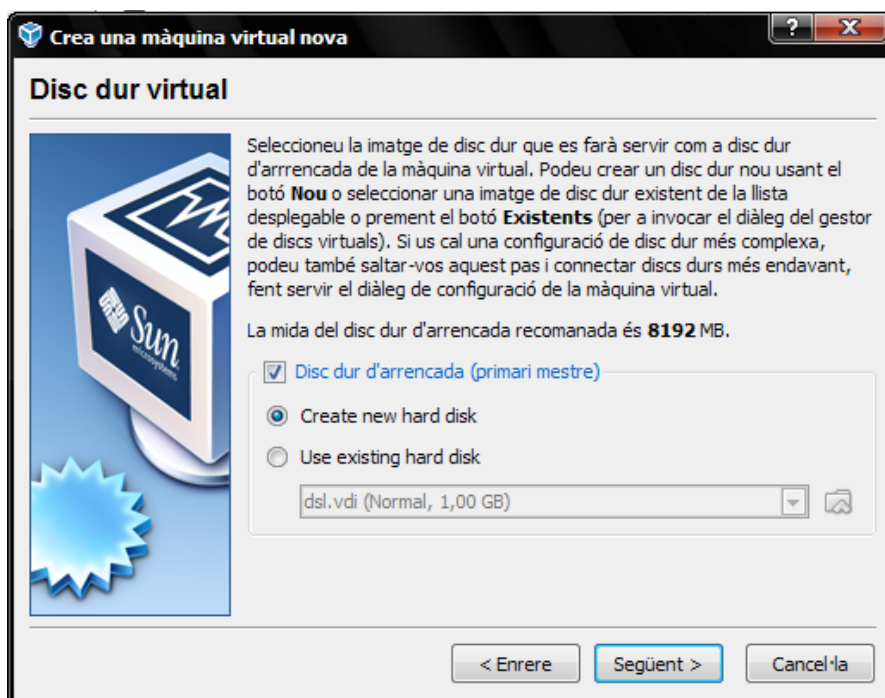 Crea una màquina virtual nova
?
X
Disc dur virtual
Seleccioneu la imatge de disc dur que es farà servir com a disc dur
d'arrrencada de la màquina virtual. Podeu crear un disc dur nou usant el
botó Nou o seleccionar una imatge de disc dur existent de la llista
desplegable o prement el botó Existents (per a invocar el diàleg del gestor
de discs virtuals). Si us cal una configuració de disc dur més complexa,
podeu també saltar-vos aquest pas i connectar discs durs més endavant,
fent servir el diàleg de configuració de la màquina virtual.
La mida del disc dur d'arrencada recomanada és 8192 MB.
Sun
microsystems
Disc dur d'arrencada (primari mestre)
Create new hard disk
Use existing hard disk
dsl.vdi (Normal, 1,00 GB)
< Enrere
Següent >
Cancel·la